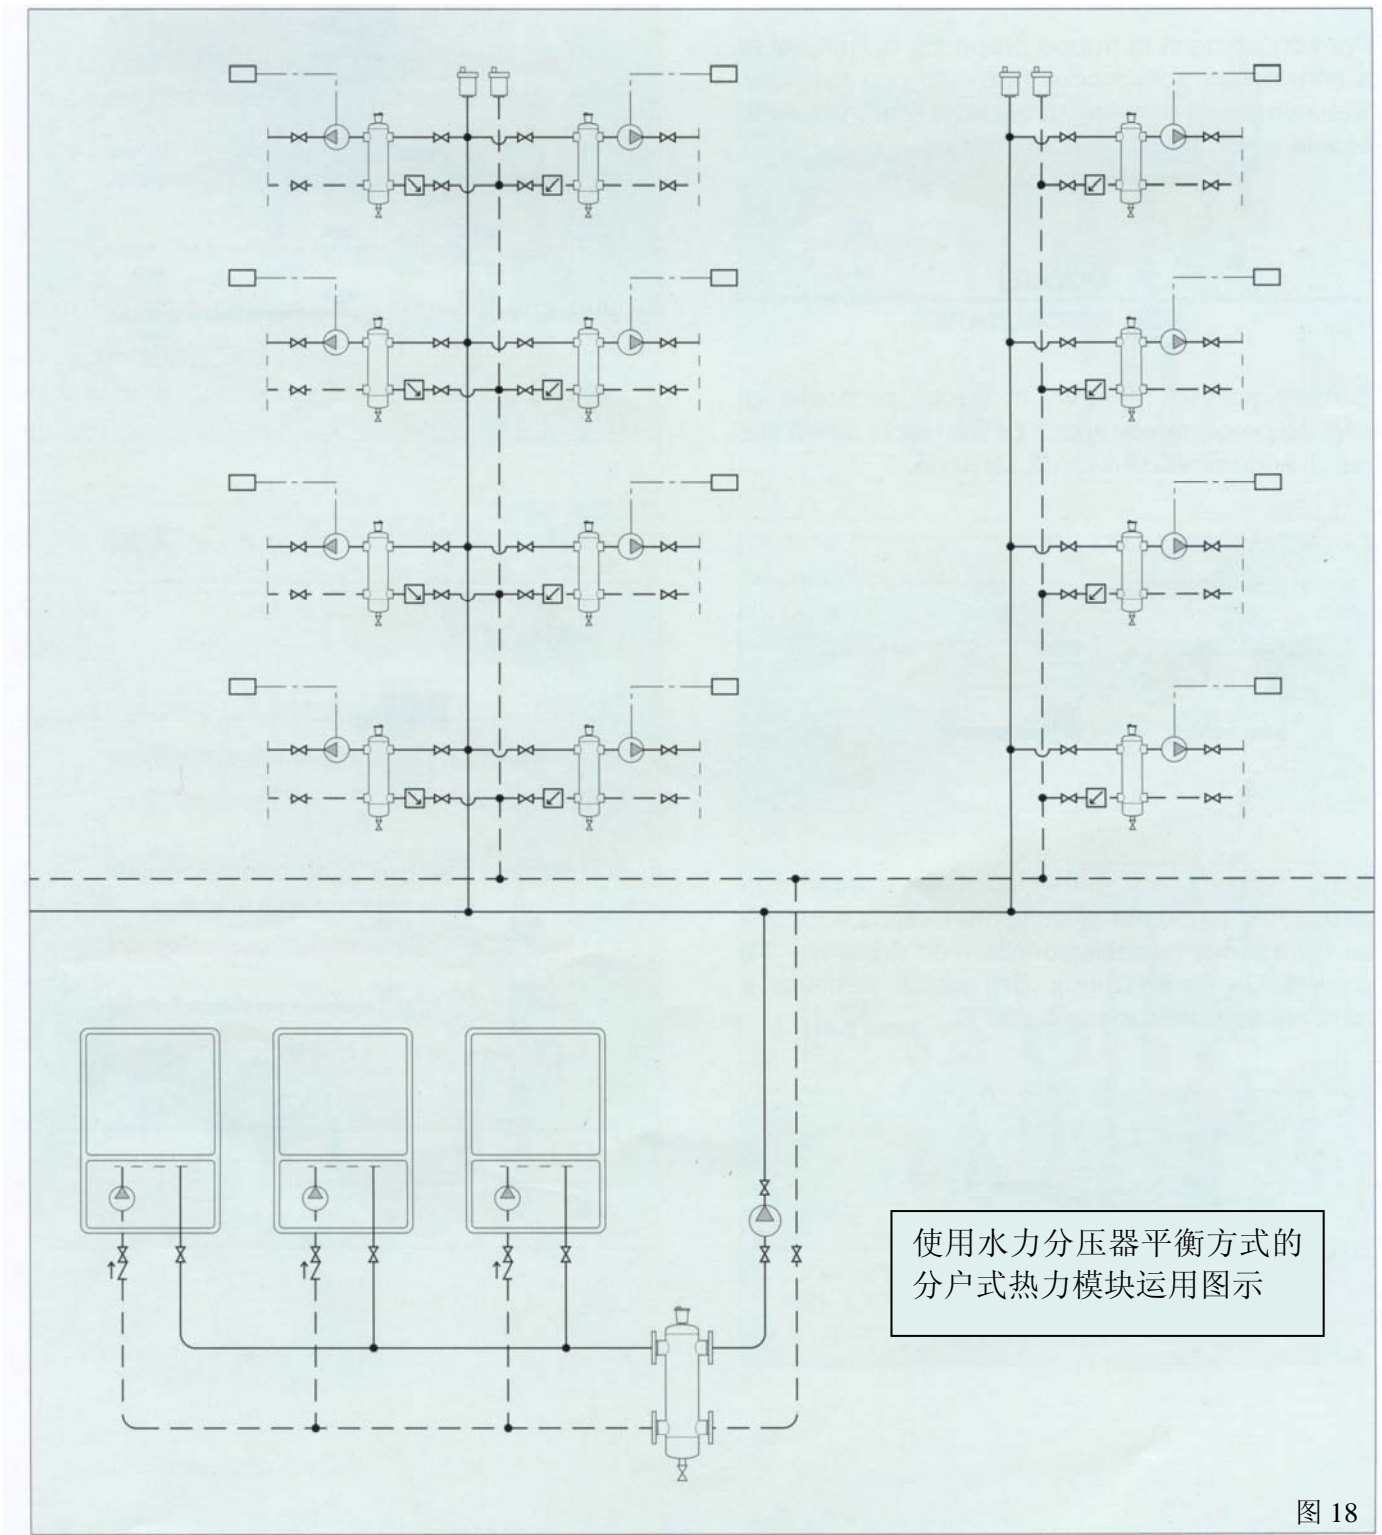 使用水力分压器平衡方式的
分户式热力模块运用图示
图 18